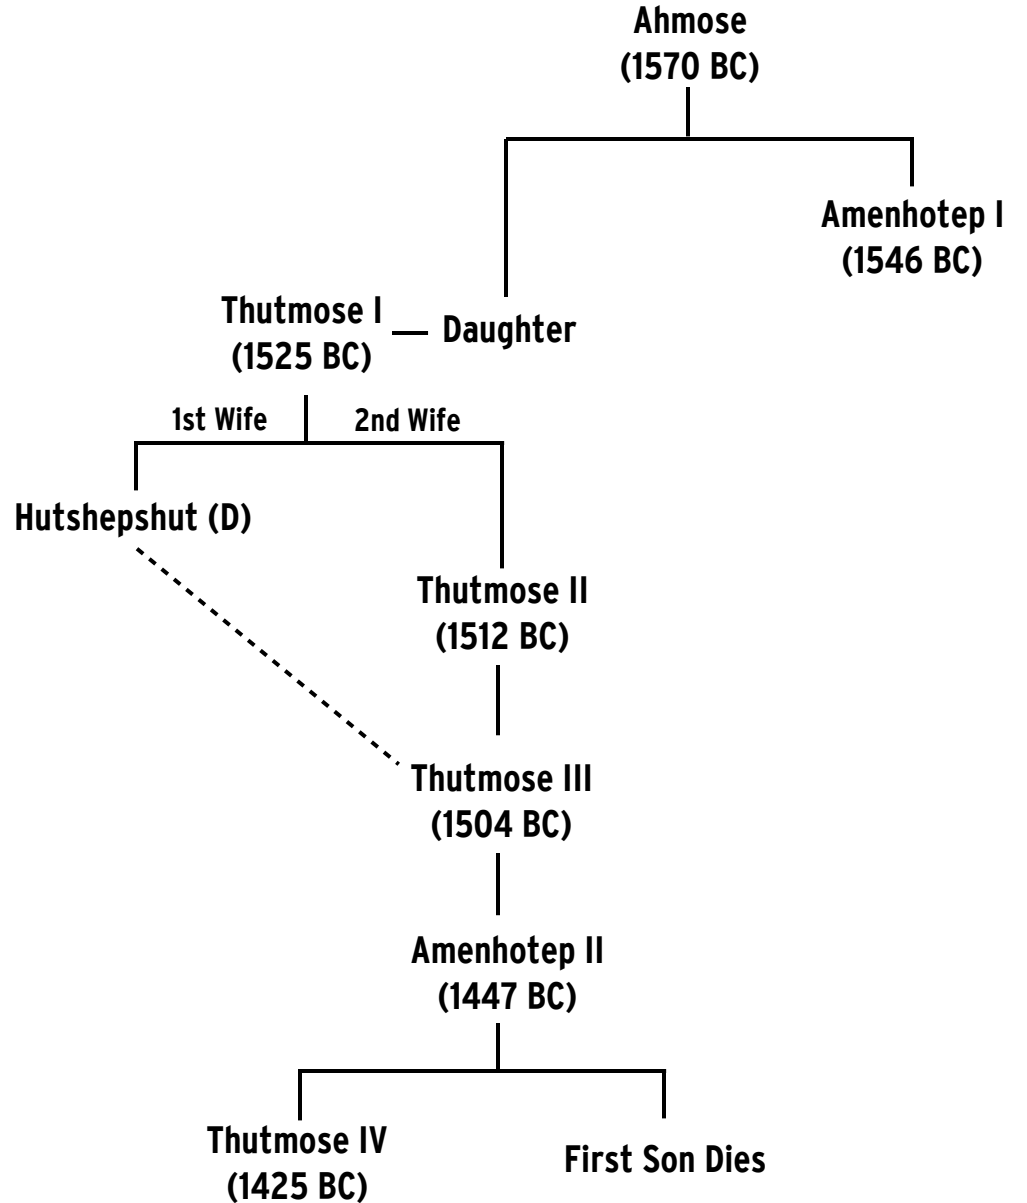 Ahmose
(1570 BC)
Amenhotep I
(1546 BC)
Thutmose I
(1525 BC)
Daughter
1st Wife
2nd Wife
Hutshepshut (D)
Thutmose II
(1512 BC)
Thutmose III
(1504 BC)
Amenhotep II
(1447 BC)
Thutmose IV
(1425 BC)
First Son Dies